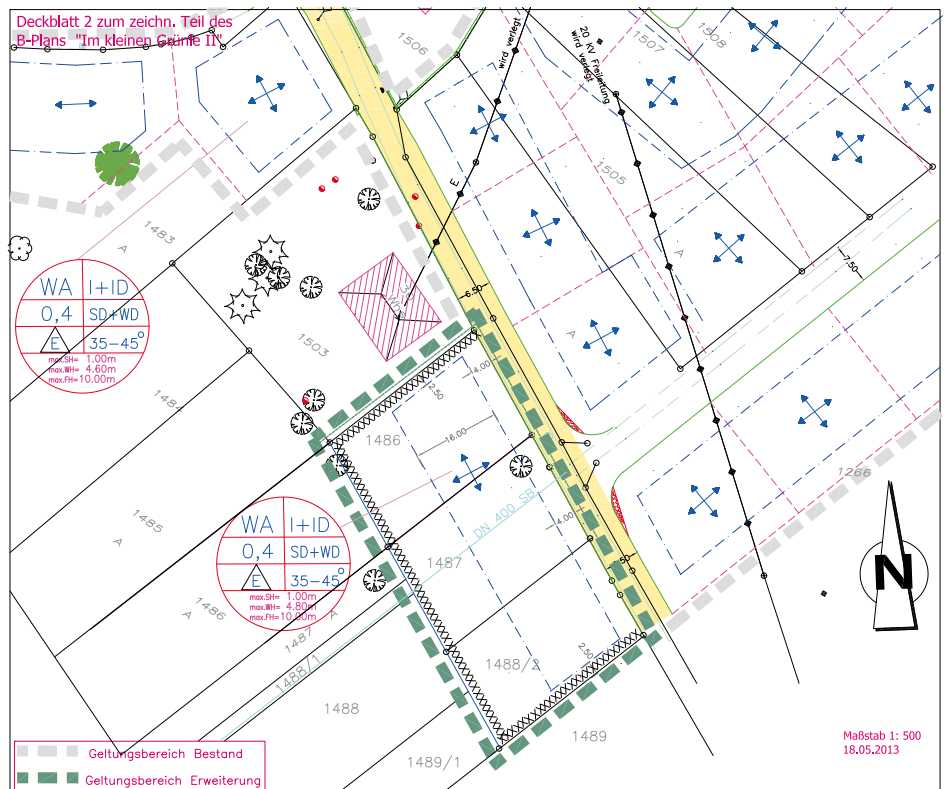 Deckblatt 2 zum zeichn. Teil des
B-Plans "Im kleinen Grünle II"
1506
wird verlegt
20 KV Freileitung
wird verlegt
1507
1508
1505
A
E
1483
A
7.50
6.50
WA
I+ID
0,4
SD+WD
E
35-45°
max.SH= 1.00m
max.WH= 4.60m
max.FH=10.00m
1503
Whs
A
A
14.00
2.50
16.00
1484
A
1486
1266
1485
A
DN 400 SB
4.00
WA
I+ID
0,4
SD+WD
E
35-45°
max.SH= 1.00m
max.WH= 4.80m
max.FH=10.00m
1487
.50
N
1486
A
1487
A
1488/1
1488/2
2.50
1488
1489
1489/1
Maßstab 1: 500
18.05.2013
Geltungsbereich Bestand
Geltungsbereich Erweiterung